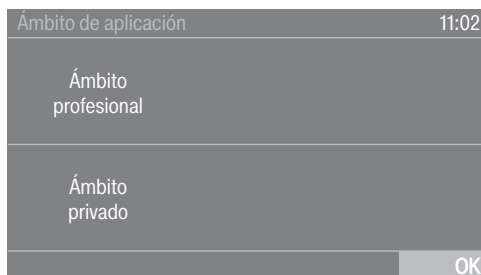 Ámbito de aplicación 11:02
Ámbito
profesional
Ámbito
privado
OK